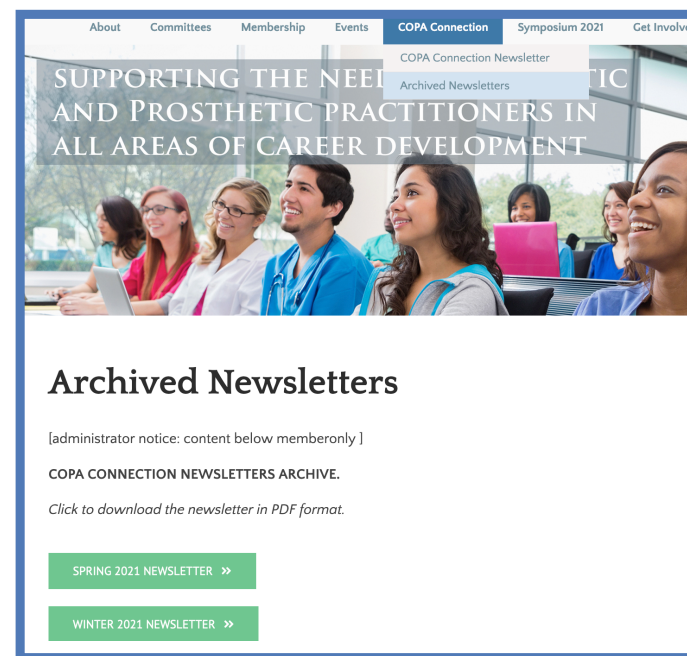 About Committees Membership Events COPA Connection Symposium 2021 Get Involve
COPA Connection Newsletter
Archived Newsletters
SUPPORTING THE NEE TIC
AND PROSTHETIC PRACTITIONERS IN
ALL AREAS OF CAREER DEVELOPMENT
Archived Newsletters
[administrator notice: content below memberonly ]
COPA CONNECTION NEWSLETTERS ARCHIVE.
Click to download the newsletter in PDF format.
SPRING 2021 NEWSLETTER »
WINTER 2021 NEWSLETTER »